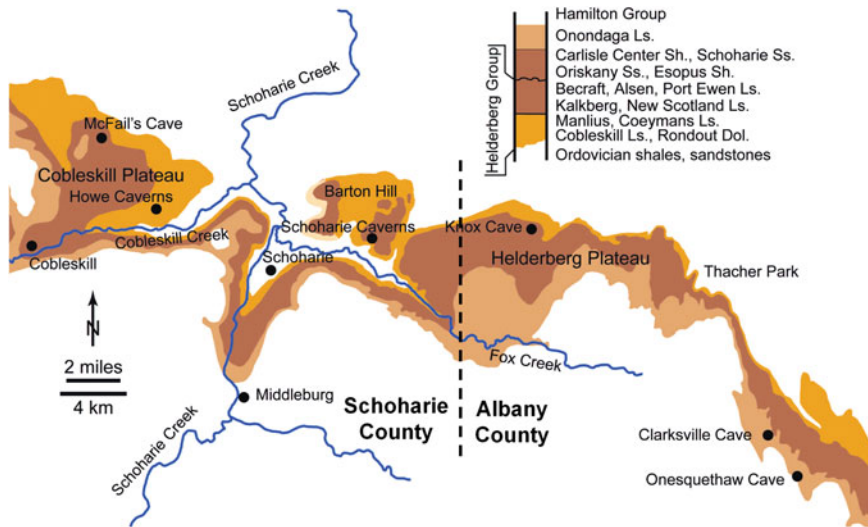 Hamilton Group
Onondaga Ls.
Carlisle Center Sh., Schoharie Ss.
Oriskany Ss., Esopus Sh.
Becraft, Alsen, Port Ewen Ls.
Kalkberg, New Scotland Ls.
Manlius, Coeymans Ls.
Cobleskill Ls., Rondout Dol.
Ordovician shales, sandstones
Helderberg Group
Schoharie Creek
McFail's Cave
Cobleskill Plateau
Howe Caverns
Barton Hill
Schoharie Caverns
Knox Cave
Cobleskill Creek
Cobleskill
Schoharie
Helderberg Plateau
Thacher Park
N
2 miles
4 km
Fox Creek
Middleburg
Schoharie
County
Albany
County
Schoharie Creek
Clarksville Cave
Onesquethaw Cave